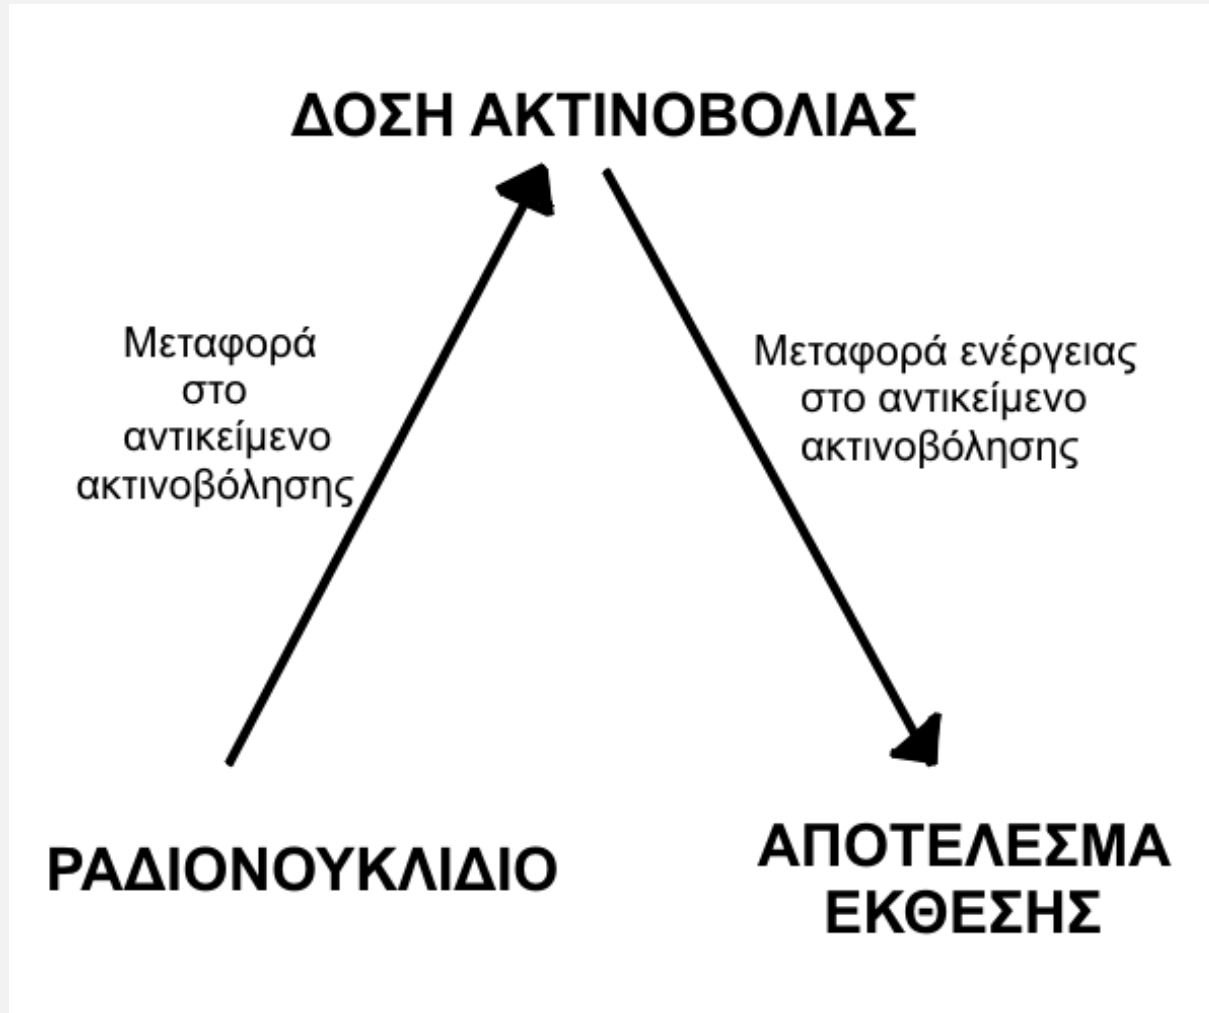 ΔΟΣΗ ΑΚΤΙΝΟΒΟΛΙΑΣ
Μεταφορά
στο
αντικείμενο
ακτινοβόλησης
Μεταφορά ενέργειας
στο αντικείμενο
ακτινοβόλησης
ΡΑΔΙΟΝΟΥΚΛΙΔΙΟ
ΑΠΟΤΕΛΕΣΜΑ
ΕΚΘΕΣΗΣ